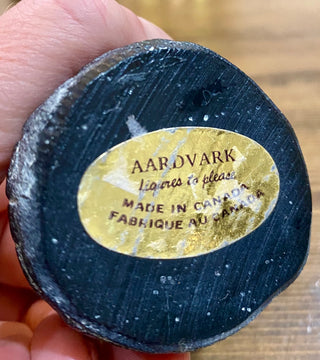 AARDVARK
Figures to please
MADE IN CANADA
FABRIQUE AU CANADA